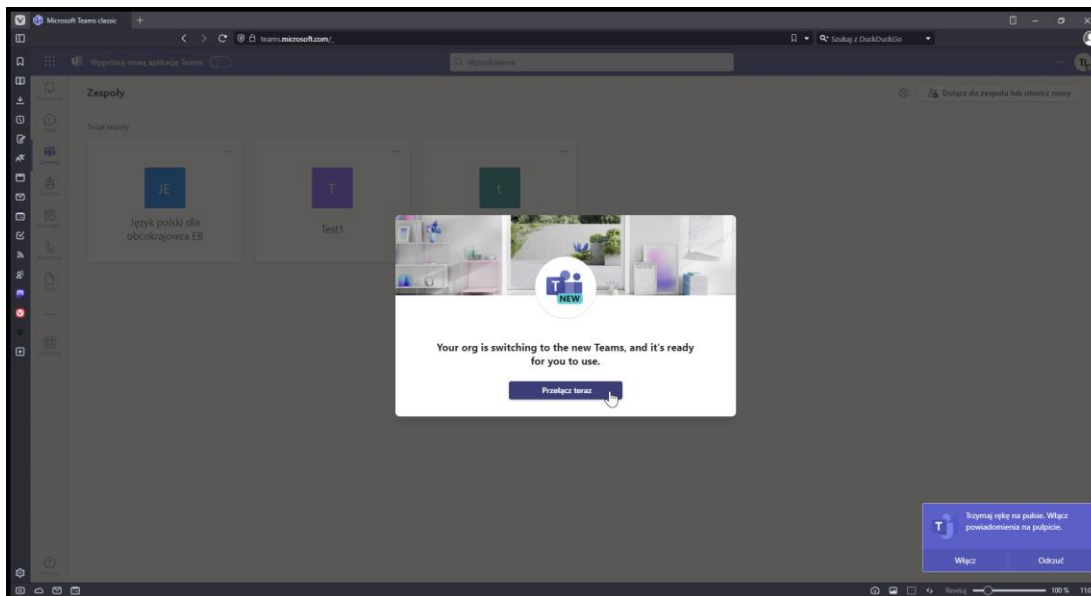 Microsoft Teams classic
teams.microsoft.com/_
Szukaj z DuckDuckGo
Wypróbuj nową aplikację Teams
Wyszukiwanie
TL
Zespoły
Dołącz do zespołu lub utwórz nowy
Twoje zespoły
JE
T
t
Język polski dla
obcokrajowca E8
Test1
T
NEW
Your org is switching to the new Teams, and it's ready
for you to use.
Przełącz teraz
Trzymaj rękę na pulsie. Włącz
powiadomienia na pulpicie.
T
Włącz
Odrzuć
Resetuj
100 %